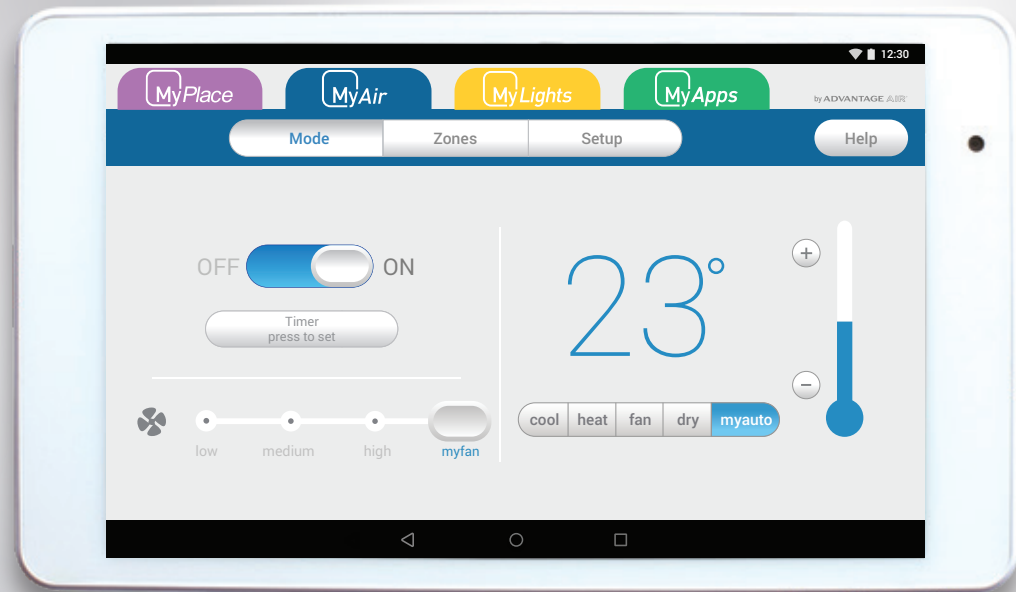 12:30
MyPlace
MyAir
MyLights
MyApps
by ADVANTAGE AIR
Mode
Zones
Setup
Help
OFF
ON
Timer
press to set
23°
+
−
low
medium
high
myfan
cool
heat
fan
dry
myauto